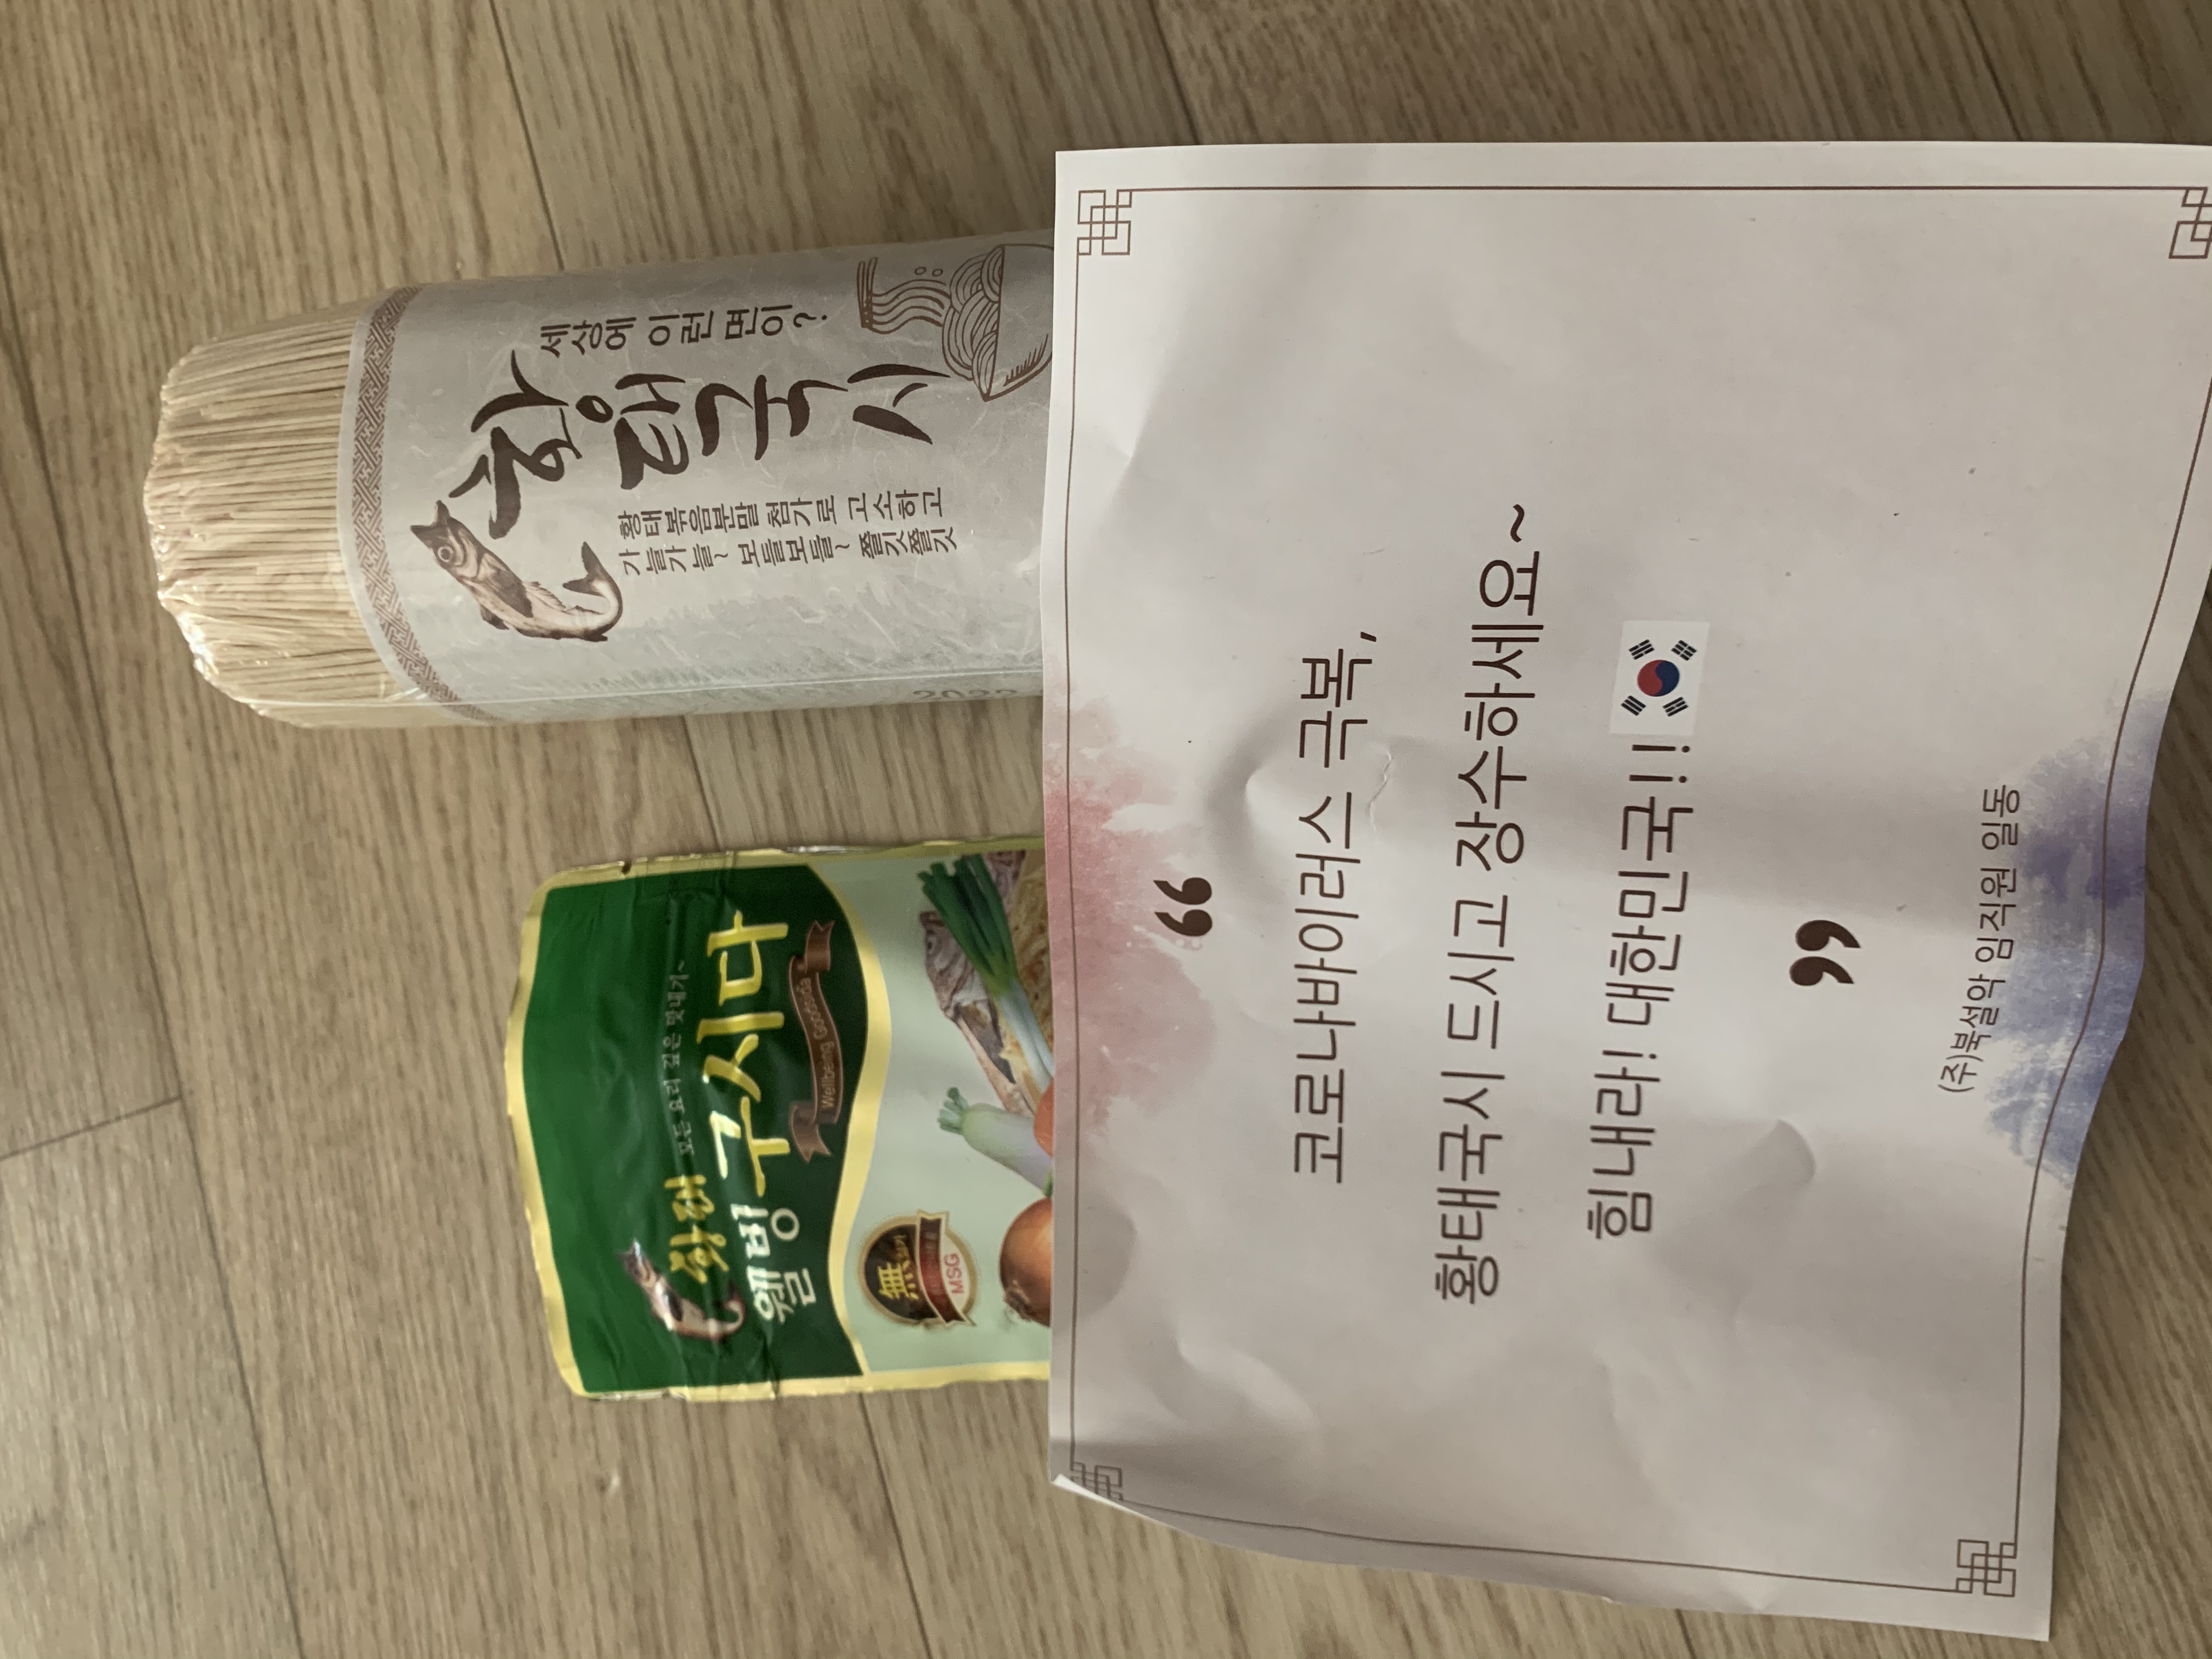 세상에 이런 면이?
황태국시
황태볶음분말 첨가로 고소하고
가늘가늘~ 보들보들~ 쫄깃쫄깃
2022
모든 요리 깊은 맛내기~
황태
웰빙구시다
Wellbeing Goosida
無
MSG
“
코로나바이러스 극복,
황태국시 드시고 장수하세요~
힘내라! 대한민국!!
”
(주)북설악 임직원 일동